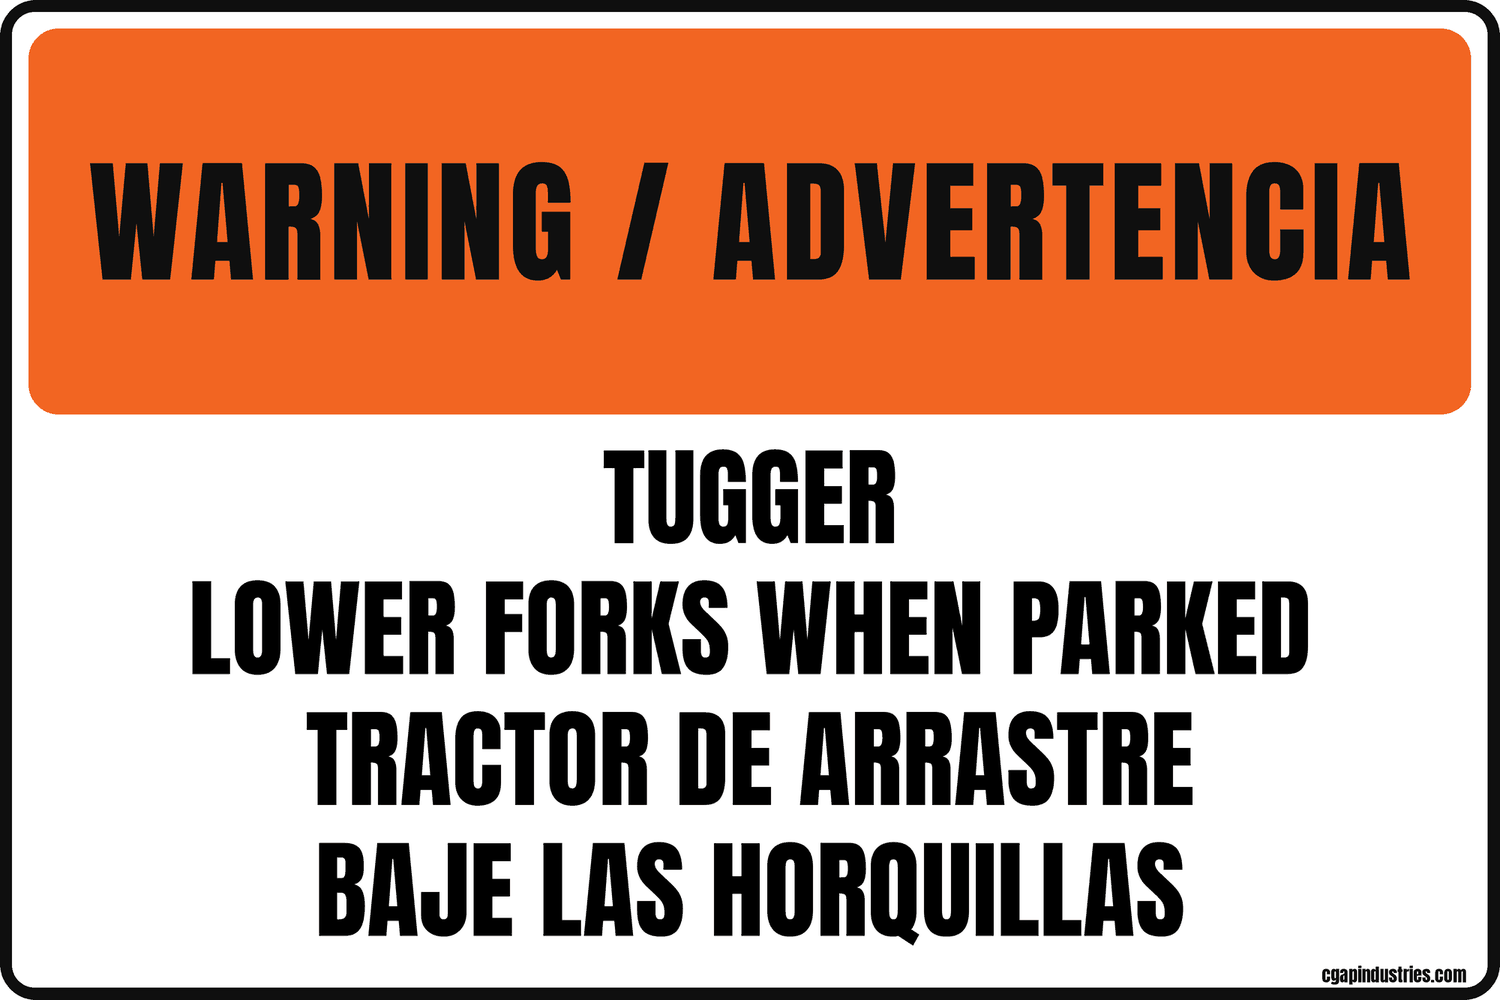 WARNING / ADVERTENCIA
TUGGER
LOWER FORKS WHEN PARKED
TRACTOR DE ARRASTRE
BAJE LAS HORQUILLAS
cgapindustries.com